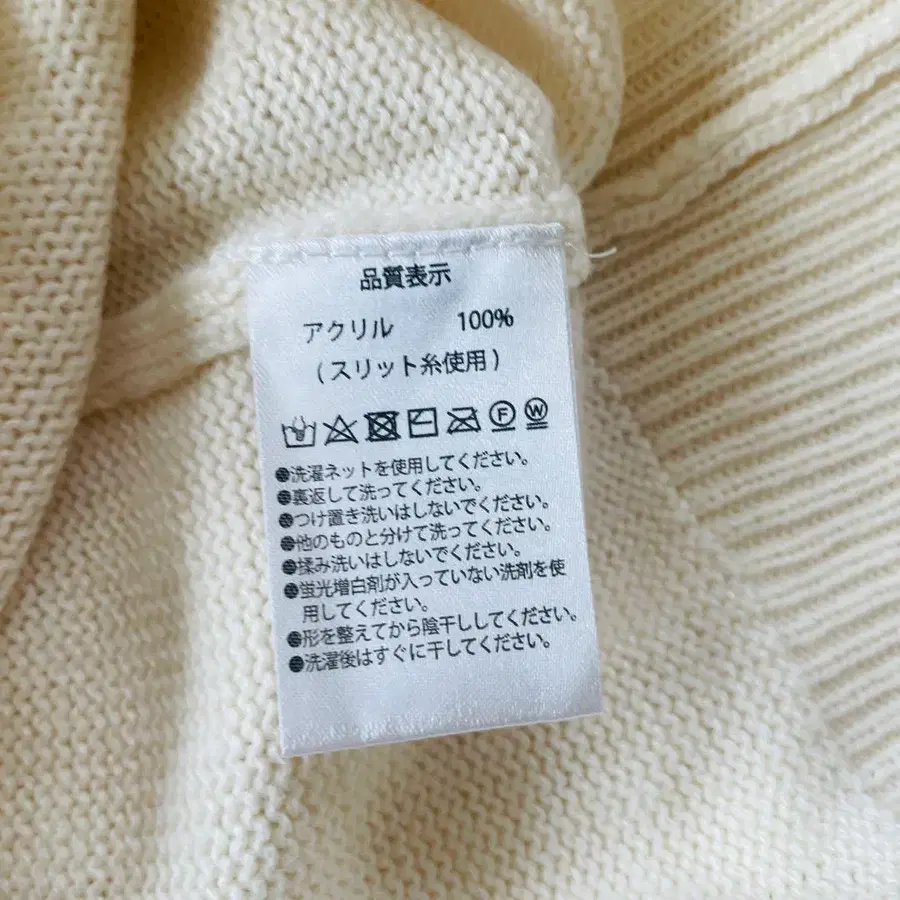 品質表示
アクリル 100%
(スリット糸使用)
F W
●洗濯ネットを使用してください。
●裏返して洗ってください。
●つけ置き洗いはしないでください。
●他のものと分けて洗ってください。
●揉み洗いはしないでください。
●蛍光増白剤が入っていない洗剤を使
用してください。
●形を整えてから陰干ししてください。
●洗濯後はすぐに干してください。